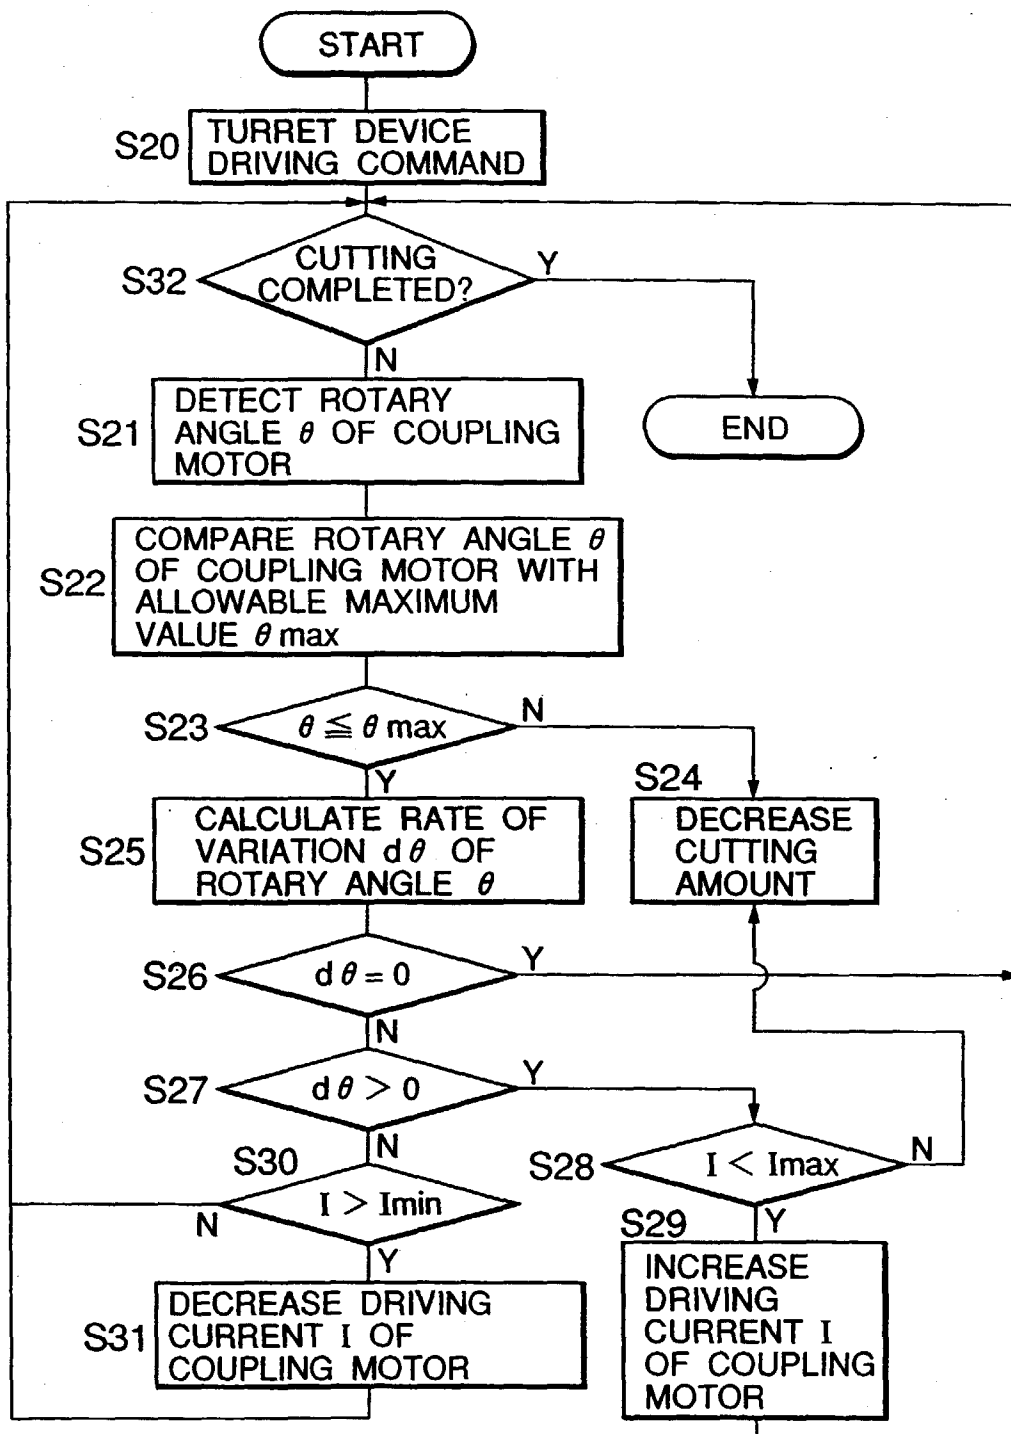 START
S20
TURRET DEVICE
DRIVING COMMAND
S32
CUTTING
COMPLETED?
Y
N
S21
DETECT ROTARY
ANGLE θ OF COUPLING
MOTOR
END
S22
COMPARE ROTARY ANGLE θ
OF COUPLING MOTOR WITH
ALLOWABLE MAXIMUM
VALUE θ max
S23
θ ≦ θ max
N
Y
S24
DECREASE
CUTTING
AMOUNT
S25
CALCULATE RATE OF
VARIATION dθ OF
ROTARY ANGLE θ
S26
dθ = 0
Y
N
S27
dθ > 0
Y
N
S28
I < Imax
N
Y
S30
I > Imin
N
Y
S29
INCREASE
DRIVING
CURRENT I
OF COUPLING
MOTOR
S31
DECREASE DRIVING
CURRENT I OF
COUPLING MOTOR